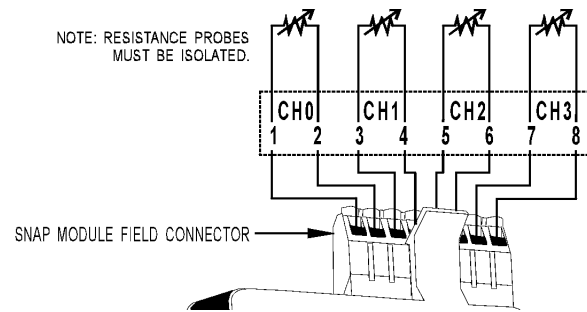 NOTE: RESISTANCE PROBES
MUST BE ISOLATED.
CH0 CH1 CH2 CH3
1 2 3 4 5 6 7 8
SNAP MODULE FIELD CONNECTOR